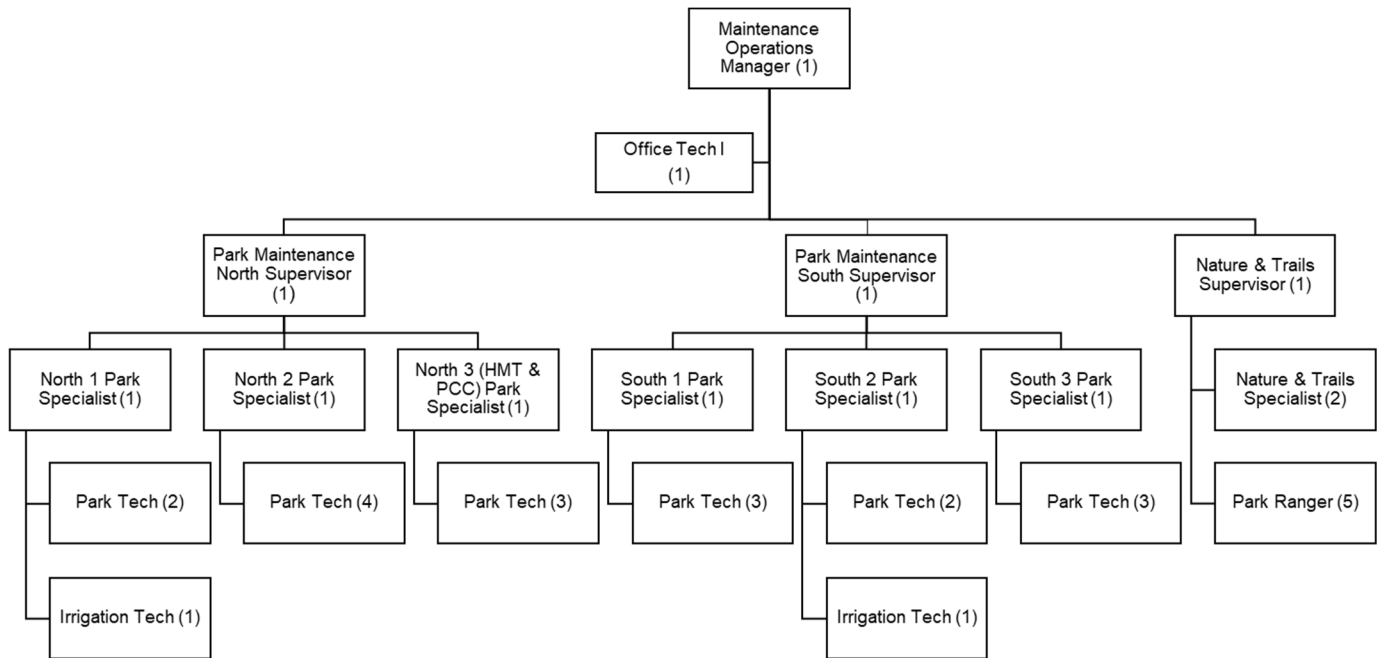 Maintenance
Operations
Manager (1)
Office Tech I
(1)
Park Maintenance
North Supervisor
(1)
Park Maintenance
South Supervisor
(1)
Nature & Trails
Supervisor (1)
North 1 Park
Specialist (1)
North 2 Park
Specialist (1)
North 3 (HMT &
PCC) Park
Specialist (1)
South 1 Park
Specialist (1)
South 2 Park
Specialist (1)
South 3 Park
Specialist (1)
Nature & Trails
Specialist (2)
Park Tech (2)
Park Tech (4)
Park Tech (3)
Park Tech (3)
Park Tech (2)
Park Tech (3)
Park Ranger (5)
Irrigation Tech (1)
Irrigation Tech (1)